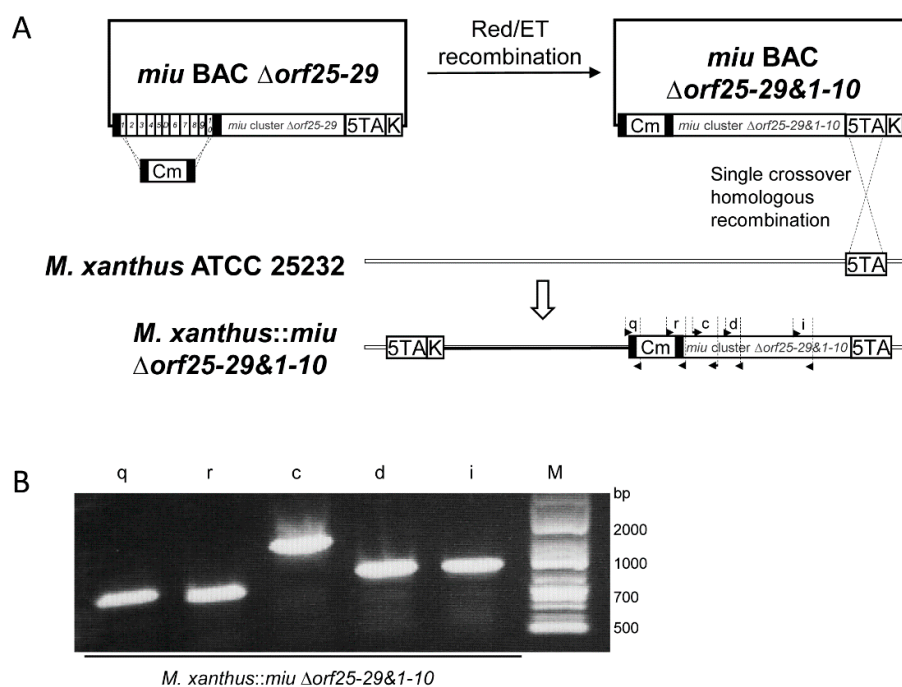 A
miu BAC Δorf25-29
Red/ET
recombination
miu BAC
Δorf25-29&1-10
1 2 3 4 5 D 6 7 8 9 10 miu cluster Δorf25-29 5TA K
Cm
Cm miu cluster Δorf25-29&1-10 5TA K
Single crossover
homologous
recombination
M. xanthus ATCC 25232
5TA
M. xanthus::miu
Δorf25-29&1-10
q r c d i
5TA K Cm miu cluster Δorf25-29&1-10 5TA
B
q r c d i M
bp
2000
1000
700
500
M. xanthus::miu Δorf25-29&1-10